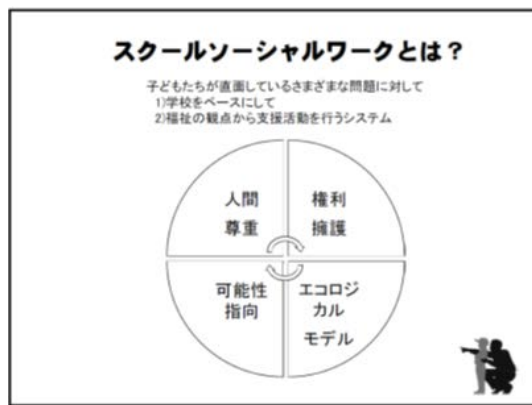 スクールソーシャルワークとは？
子どもたちが直面しているさまざまな問題に対して
1)学校をベースにして
2)福祉の観点から支援活動を行うシステム
人間
尊重
権利
擁護
可能性
指向
エコロジ
カル
モデル